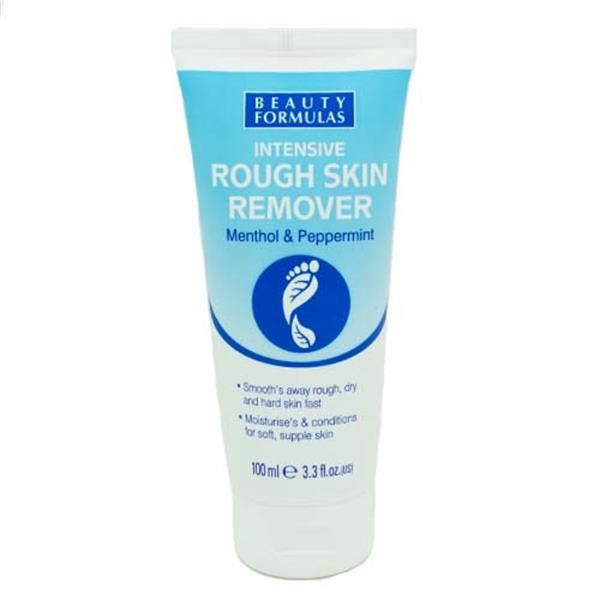 BEAUTY
FORMULAS
INTENSIVE
ROUGH SKIN
REMOVER
Menthol & Peppermint
• Smooth's away rough, dry
and hard skin fast
• Moisturise's & conditions
for soft, supple skin
100 ml ℮ 3.3 fl.oz.(US)